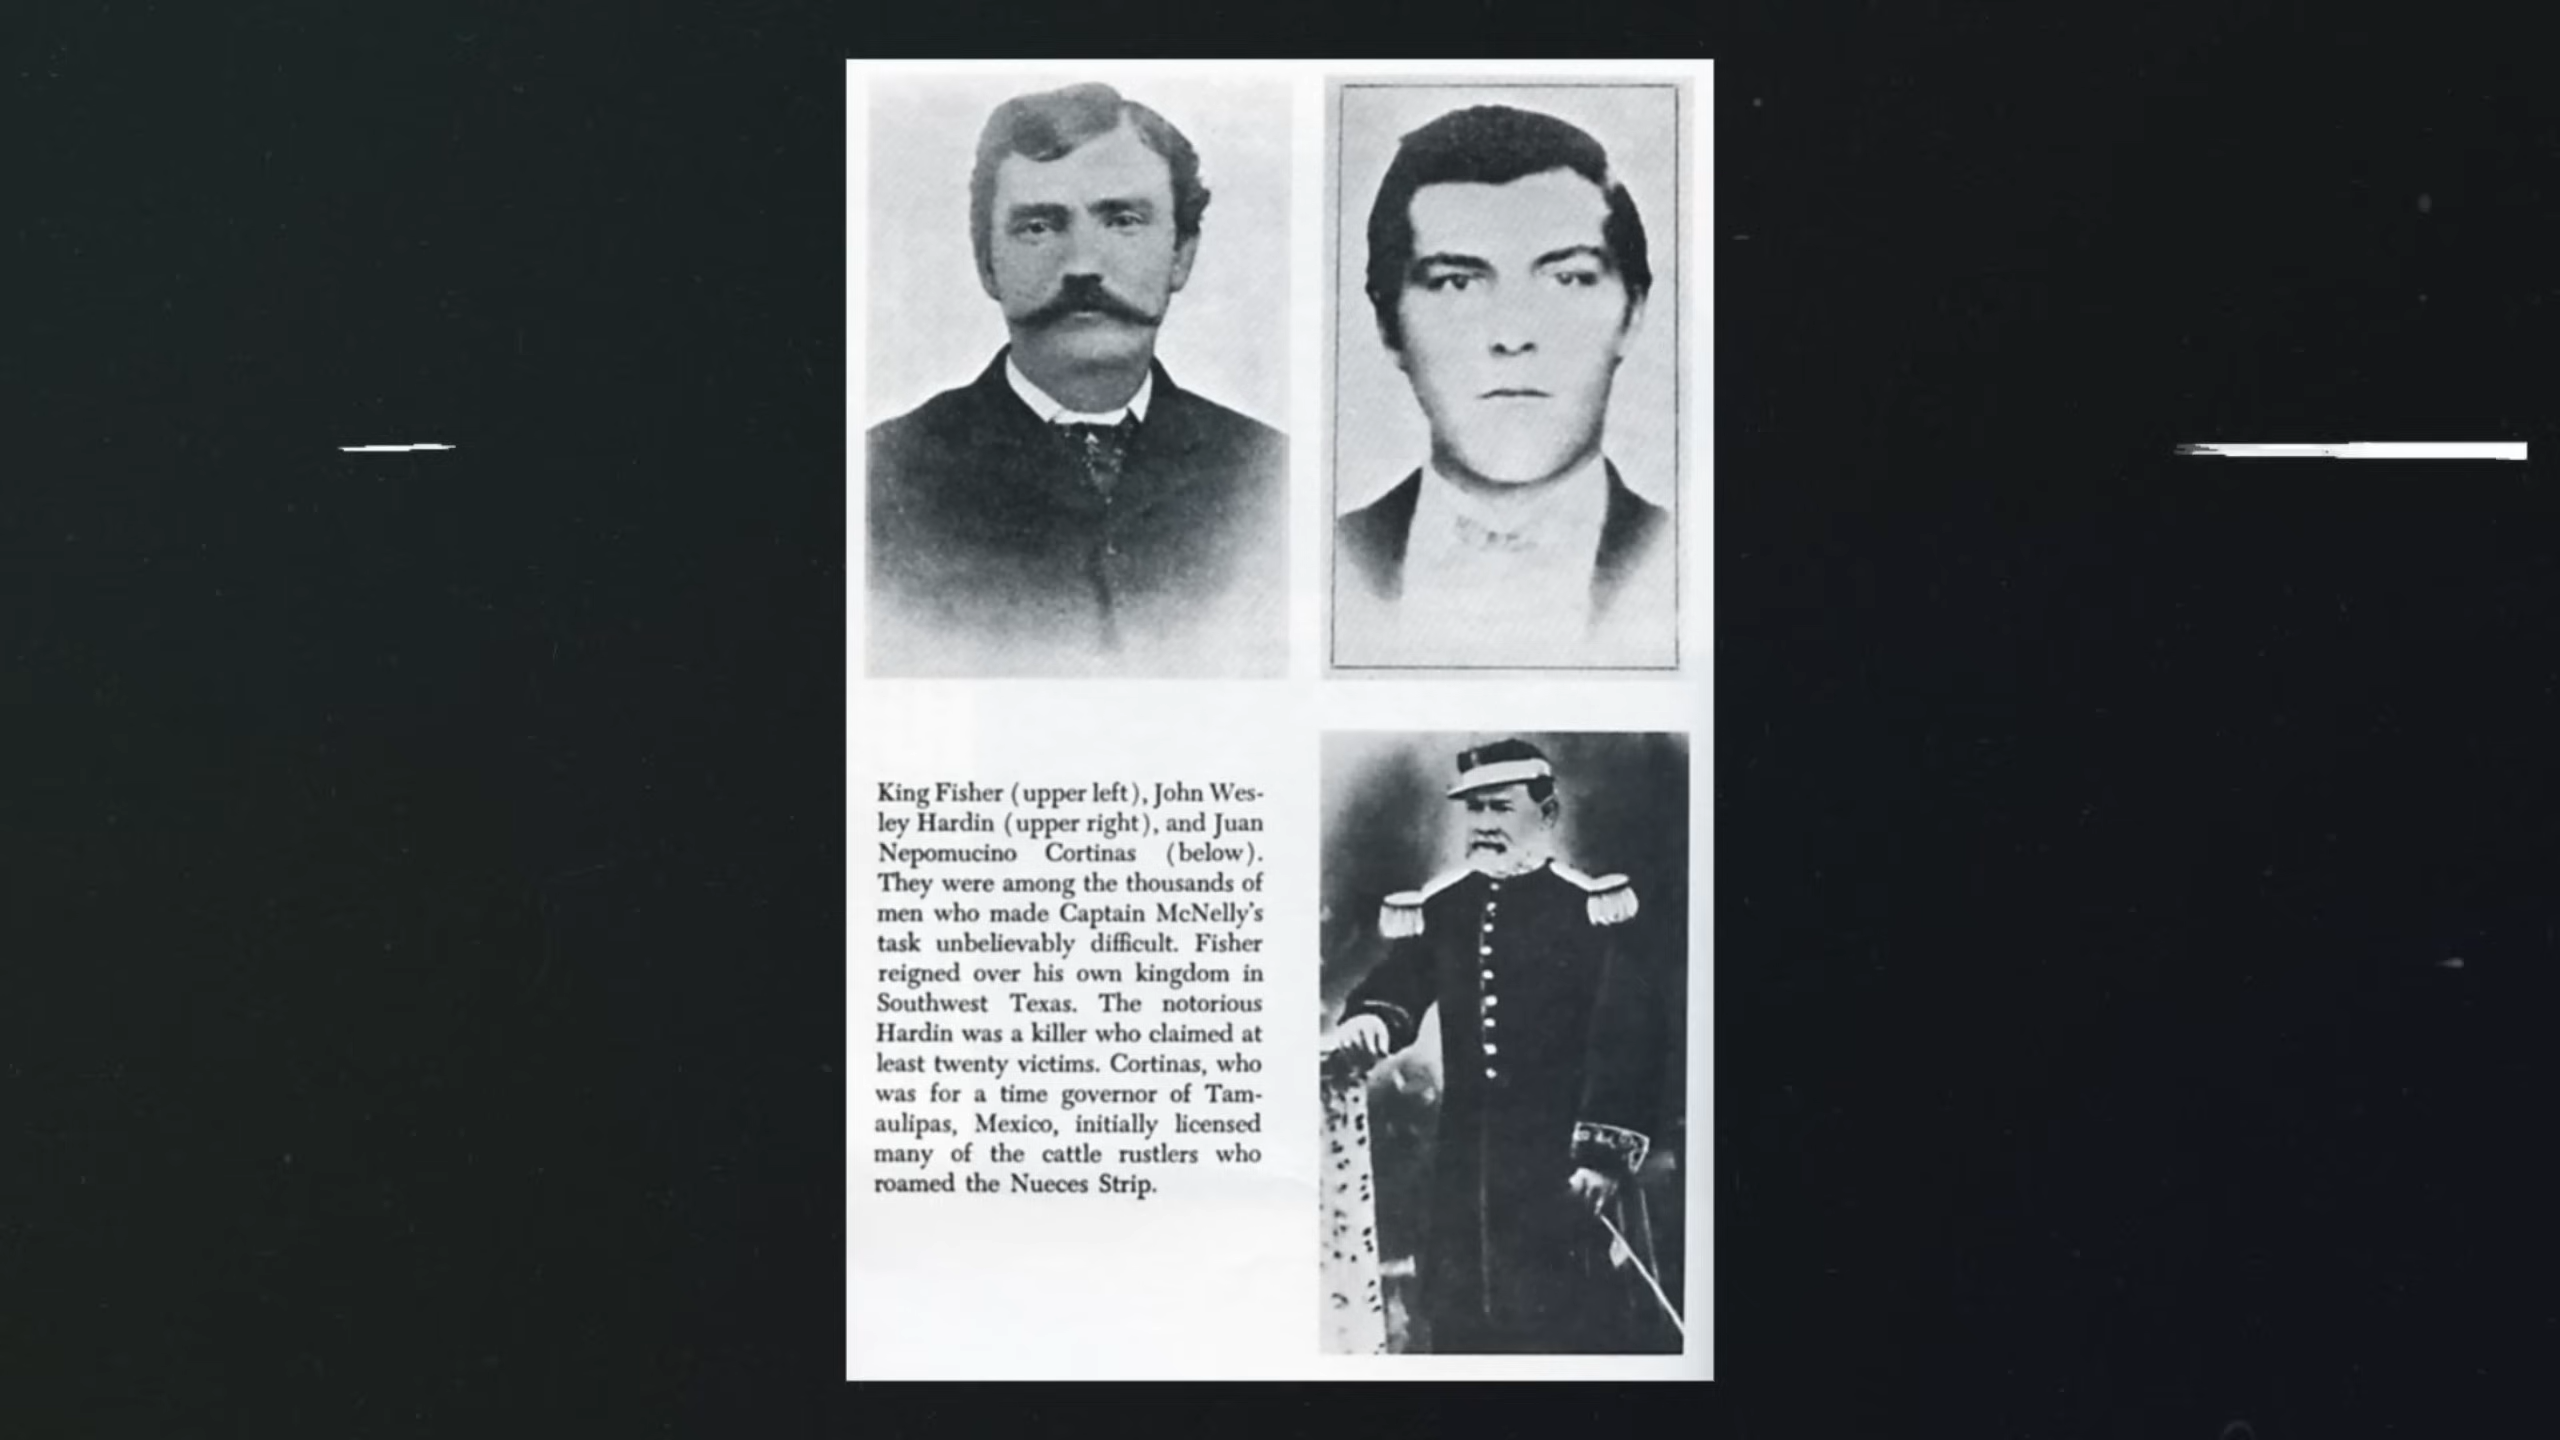 King Fisher (upper left), John Wes-
ley Hardin (upper right), and Juan
Nepomucino Cortinas (below).
They were among the thousands of
men who made Captain McNelly's
task unbelievably difficult. Fisher
reigned over his own kingdom in
Southwest Texas. The notorious
Hardin was a killer who claimed at
least twenty victims. Cortinas, who
was for a time governor of Tam-
aulipas, Mexico, initially licensed
many of the cattle rustlers who
roamed the Nueces Strip.